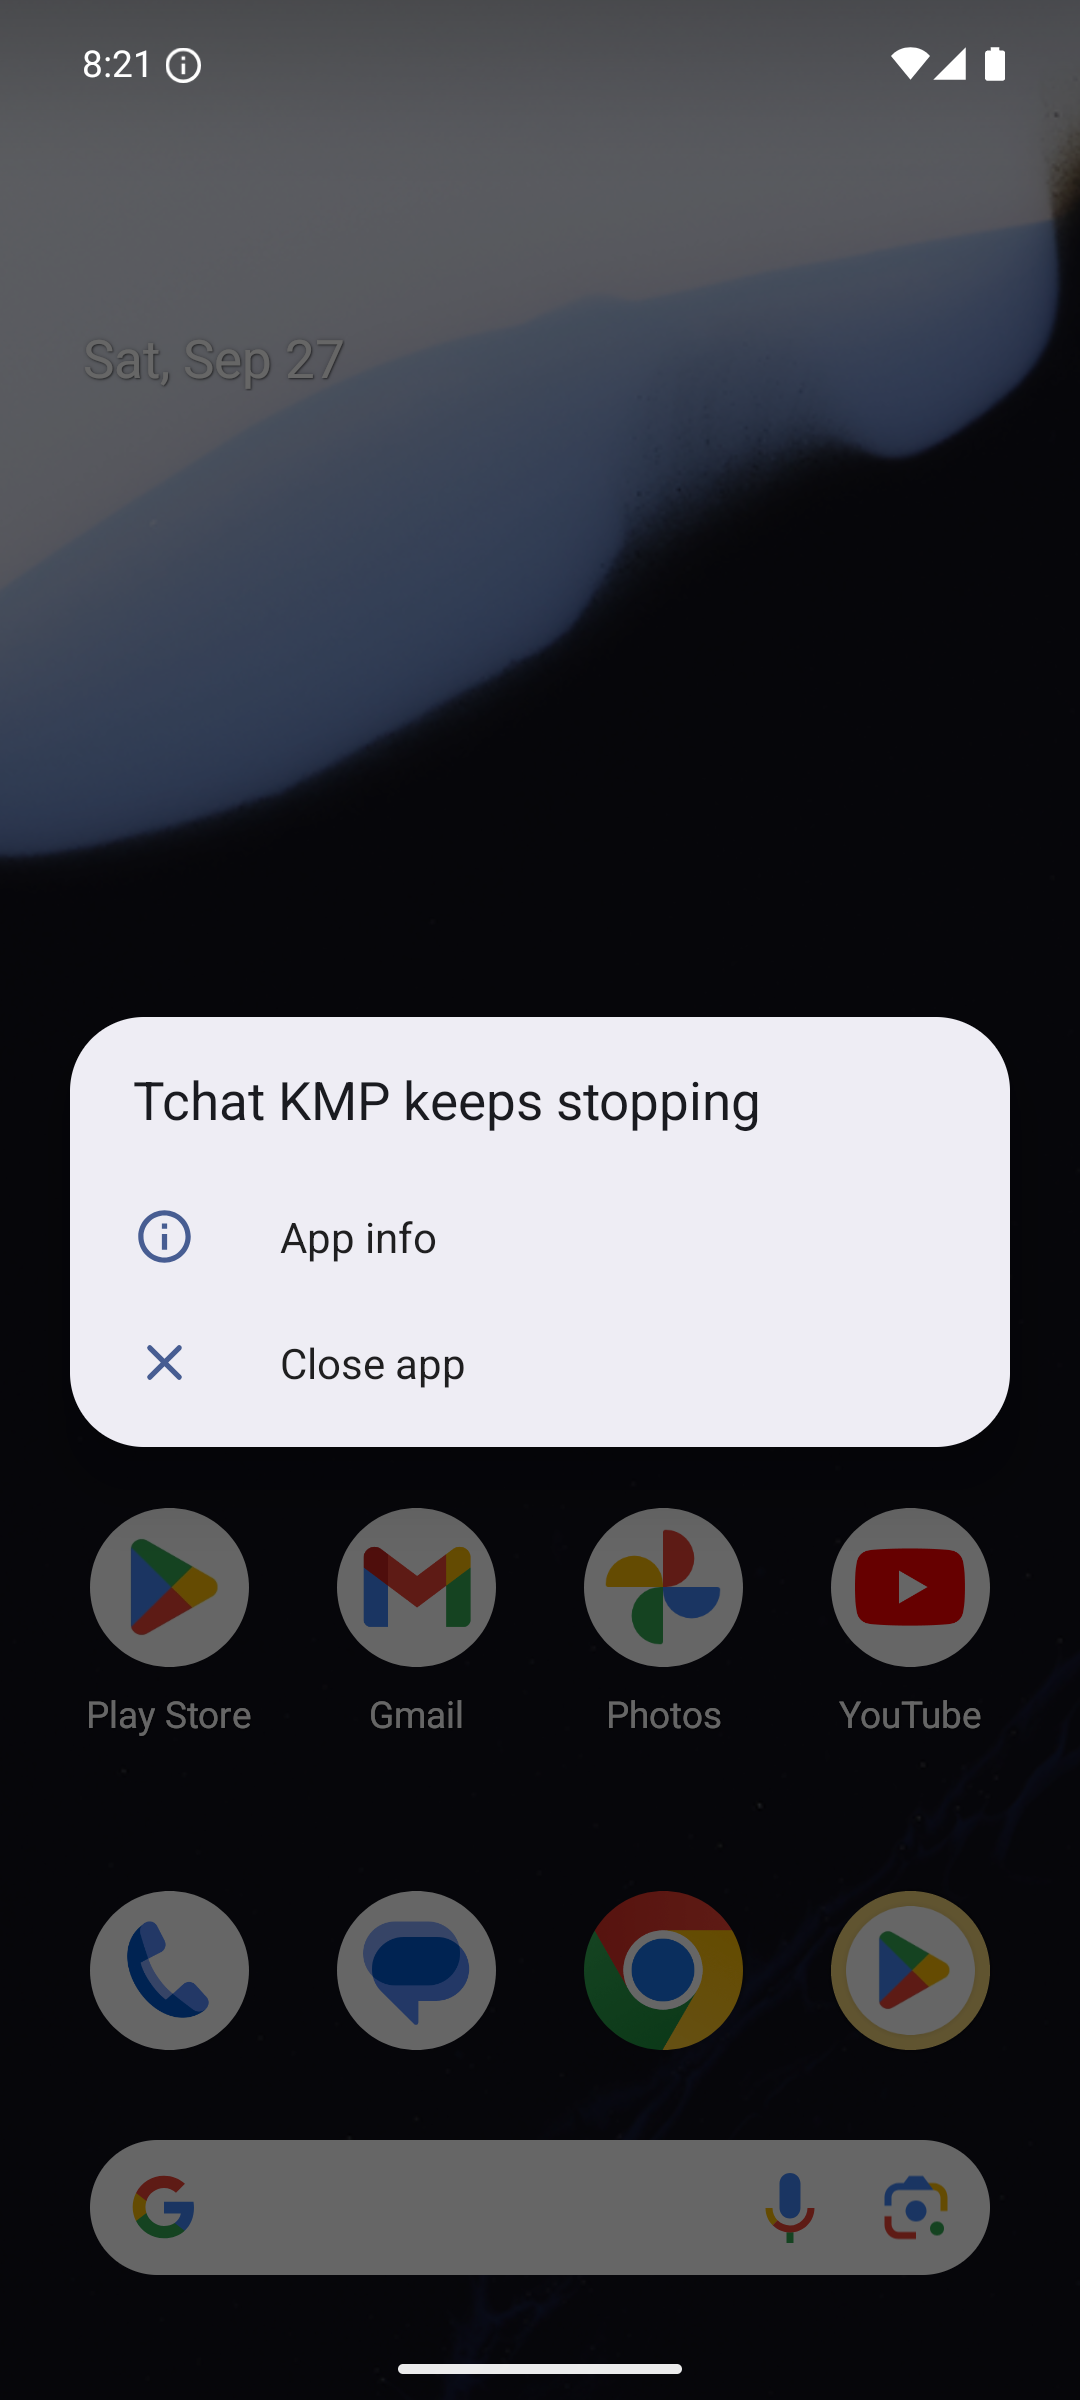 8:21
Sat, Sep 27
Tchat KMP keeps stopping
App info
Close app
Play Store
Gmail
Photos
YouTube